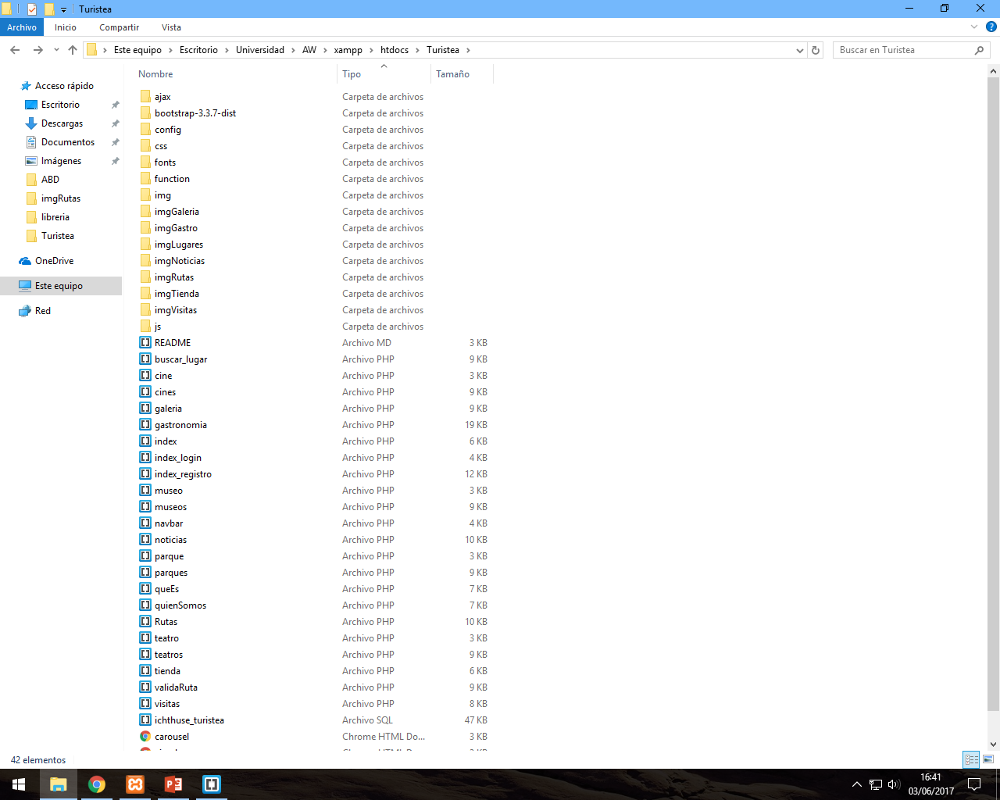 Turistea
Archivo Inicio Compartir Vista
Este equipo Escritorio Universidad AW xampp htdocs Turistea
Buscar en Turistea
Nombre Tipo Tamaño
Acceso rápido
Escritorio
Descargas
Documentos
Imágenes
ABD
imgRutas
libreria
Turistea
OneDrive
Este equipo
Red
ajax Carpeta de archivos
bootstrap-3.3.7-dist Carpeta de archivos
config Carpeta de archivos
css Carpeta de archivos
fonts Carpeta de archivos
function Carpeta de archivos
img Carpeta de archivos
imgGaleria Carpeta de archivos
imgGastro Carpeta de archivos
imgLugares Carpeta de archivos
imgNoticias Carpeta de archivos
imgRutas Carpeta de archivos
imgTienda Carpeta de archivos
imgVisitas Carpeta de archivos
js Carpeta de archivos
README Archivo MD 3 KB
buscar_lugar Archivo PHP 9 KB
cine Archivo PHP 3 KB
cines Archivo PHP 9 KB
galeria Archivo PHP 9 KB
gastronomia Archivo PHP 19 KB
index Archivo PHP 6 KB
index_login Archivo PHP 4 KB
index_registro Archivo PHP 12 KB
museo Archivo PHP 3 KB
museos Archivo PHP 9 KB
navbar Archivo PHP 4 KB
noticias Archivo PHP 10 KB
parque Archivo PHP 3 KB
parques Archivo PHP 9 KB
queEs Archivo PHP 7 KB
quienSomos Archivo PHP 7 KB
Rutas Archivo PHP 10 KB
teatro Archivo PHP 3 KB
teatros Archivo PHP 9 KB
tienda Archivo PHP 6 KB
validaRuta Archivo PHP 9 KB
visitas Archivo PHP 8 KB
ichthuse_turistea Archivo SQL 47 KB
carousel Chrome HTML Do... 3 KB
42 elementos
16:41
03/06/2017